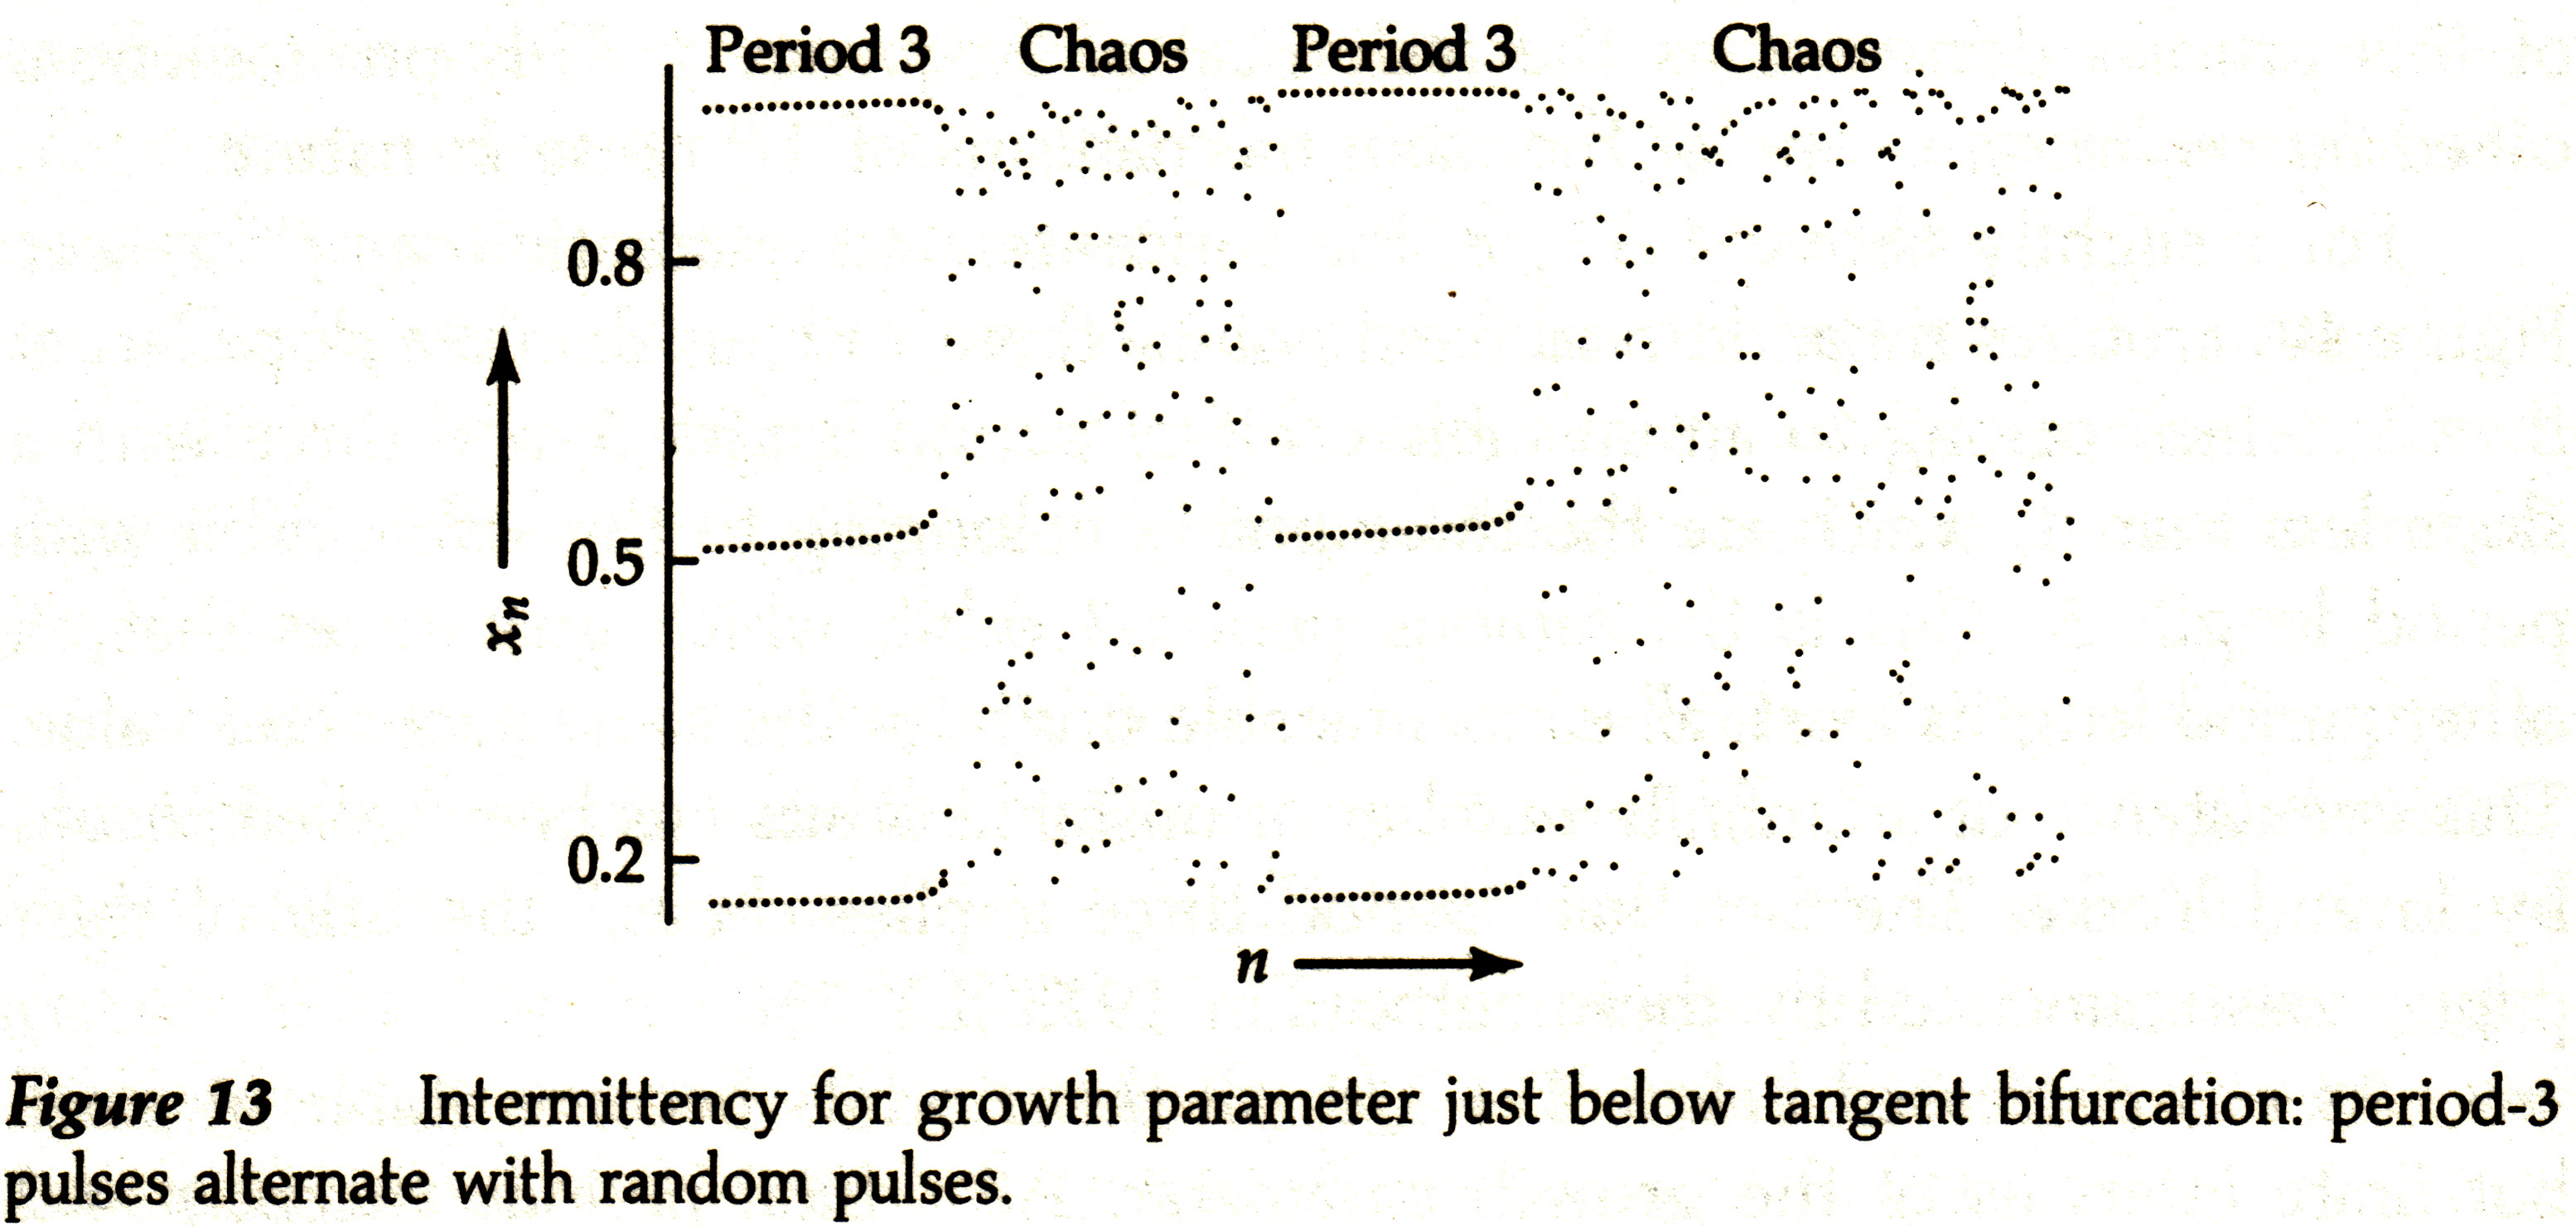 Period 3 Chaos Period 3 Chaos
0.8
0.5
0.2
xn
n
Figure 13 Intermittency for growth parameter just below tangent bifurcation: period-3
pulses alternate with random pulses.